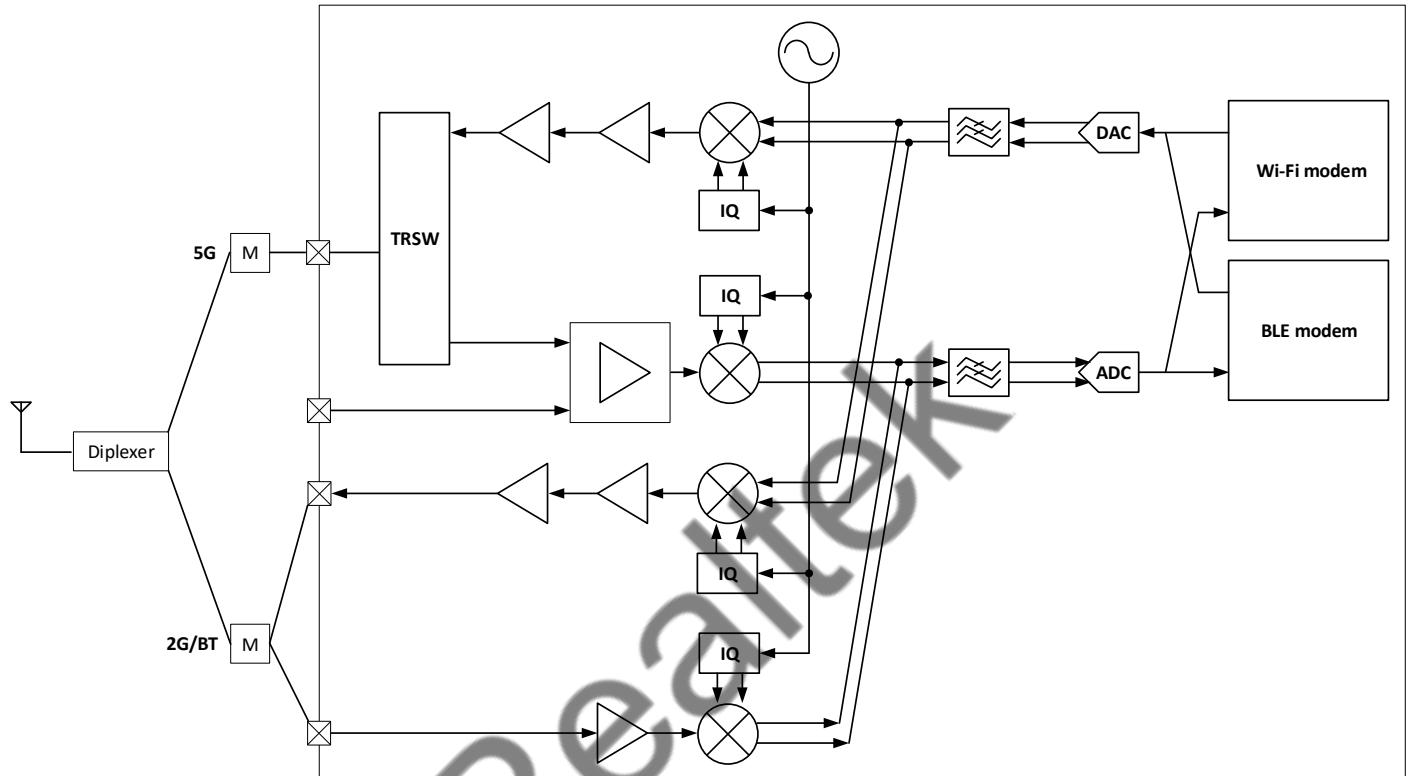 DAC
Wi-Fi modem
IQ
TRSW
5G
M
IQ
BLE modem
ADC
Diplexer
IQ
2G/BT
M
IQ
Realtek